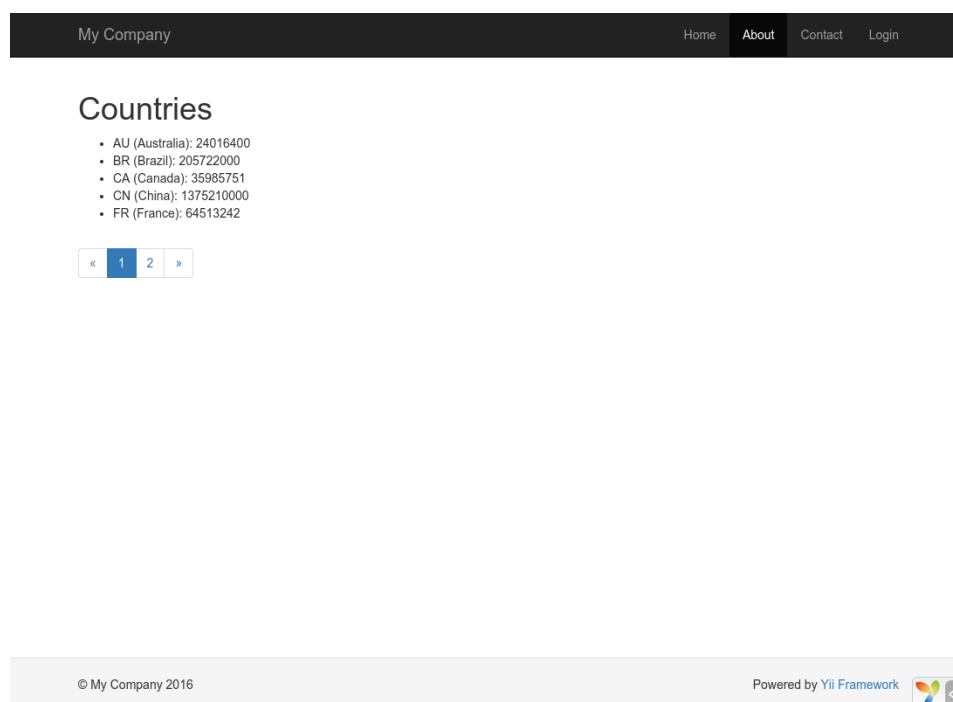 My Company Home About Contact Login
Countries
• AU (Australia): 24016400
• BR (Brazil): 205722000
• CA (Canada): 35985751
• CN (China): 1375210000
• FR (France): 64513242
« 1 2 »
© My Company 2016 Powered by Yii Framework